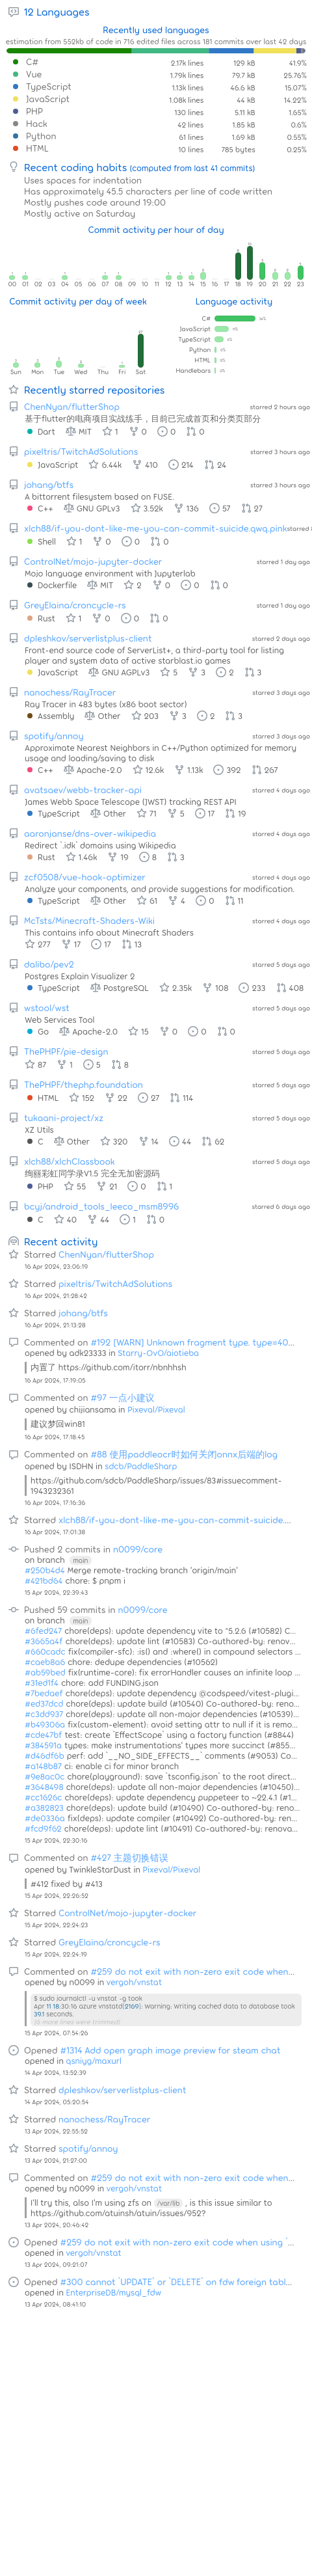 12 Languages
Recently used languages
estimation from 552kb of code in 716 edited files across 181 commits over last 42 days
C# 2.17k lines 129 kB 41.9%
Vue 1.79k lines 79.7 kB 25.76%
TypeScript 1.13k lines 46.6 kB 15.07%
JavaScript 1.08k lines 44 kB 14.22%
PHP 130 lines 5.11 kB 1.65%
Hack 42 lines 1.85 kB 0.6%
Python 61 lines 1.69 kB 0.55%
HTML 10 lines 785 bytes 0.25%
Recent coding habits (computed from last 41 commits)
Uses spaces for indentation
Has approximately 45.5 characters per line of code written
Mostly pushes code around 19:00
Mostly active on Saturday
Commit activity per hour of day
00 01 02 03 04 05 06 07 08 09 10 11 12 13 14 15 16 17 18 19 20 21 22 23
Commit activity per day of week
Sun Mon Tue Wed Thu Fri Sat
Language activity
C#
JavaScript
TypeScript
Python
HTML
Handlebars
Recently starred repositories
ChenNyan/flutterShop starred 2 hours ago
基于flutter的电商项目实战练手，目前已完成首页和分类页部分
Dart MIT 1 0 0 0
pixeltris/TwitchAdSolutions starred 3 hours ago
JavaScript 6.44k 410 214 24
johang/btfs starred 3 hours ago
A bittorrent filesystem based on FUSE.
C++ GNU GPLv3 3.52k 136 57 27
xlch88/if-you-dont-like-me-you-can-commit-suicide.qwq.pink starred
Shell 1 0 0 0
ControlNet/mojo-jupyter-docker starred 1 day ago
Mojo language environment with Jupyterlab
Dockerfile MIT 2 0 0 0
GreyElaina/croncycle-rs starred 1 day ago
Rust 1 0 0 0
dpleshkov/serverlistplus-client starred 2 days ago
Front-end source code of ServerList+, a third-party tool for listing
player and system data of active starblast.io games
JavaScript GNU AGPLv3 5 3 2 3
nanochess/RayTracer starred 3 days ago
Ray Tracer in 483 bytes (x86 boot sector)
Assembly Other 203 3 2 3
spotify/annoy starred 3 days ago
Approximate Nearest Neighbors in C++/Python optimized for memory
usage and loading/saving to disk
C++ Apache-2.0 12.6k 1.13k 392 267
avatsaev/webb-tracker-api starred 4 days ago
James Webb Space Telescope (JWST) tracking REST API
TypeScript Other 71 5 17 19
aaronjanse/dns-over-wikipedia starred 4 days ago
Redirect `.idk` domains using Wikipedia
Rust 1.46k 19 8 3
zcf0508/vue-hook-optimizer starred 4 days ago
Analyze your components, and provide suggestions for modification.
TypeScript Other 61 4 0 11
McTsts/Minecraft-Shaders-Wiki starred 4 days ago
This contains info about Minecraft Shaders
277 17 17 13
dalibo/pev2 starred 5 days ago
Postgres Explain Visualizer 2
TypeScript PostgreSQL 2.35k 108 233 408
wstool/wst starred 5 days ago
Web Services Tool
Go Apache-2.0 15 0 0 0
ThePHPF/pie-design starred 5 days ago
87 1 5 8
ThePHPF/thephp.foundation starred 5 days ago
HTML 152 22 27 114
tukaani-project/xz starred 5 days ago
XZ Utils
C Other 320 14 44 62
xlch88/xlchClassbook starred 5 days ago
绚丽彩虹同学录V1.5 完全无加密源码
PHP 55 21 0 1
bcyj/android_tools_leeco_msm8996 starred 6 days ago
C 40 44 1 0
Recent activity
Starred ChenNyan/flutterShop
16 Apr 2024, 23:06:19
Starred pixeltris/TwitchAdSolutions
16 Apr 2024, 21:28:42
Starred johang/btfs
16 Apr 2024, 21:13:28
Commented on #192 [WARN] Unknown fragment type. type=40...
opened by adk23333 in Starry-OvO/aiotieba
内置了 https://github.com/itorr/nbnhhsh
16 Apr 2024, 17:19:05
Commented on #97 一点小建议
opened by chijiansama in Pixeval/Pixeval
建议梦回win81
16 Apr 2024, 17:18:45
Commented on #88 使用paddleocr时如何关闭onnx后端的log
opened by ISDHN in sdcb/PaddleSharp
https://github.com/sdcb/PaddleSharp/issues/83#issuecomment-
1943232361
16 Apr 2024, 17:16:36
Starred xlch88/if-you-dont-like-me-you-can-commit-suicide....
16 Apr 2024, 17:01:38
Pushed 2 commits in n0099/core
on branch main
#250b4d4 Merge remote-tracking branch 'origin/main'
#421bd64 chore: $ pnpm i
15 Apr 2024, 22:39:43
Pushed 59 commits in n0099/core
on branch main
#6fed247 chore(deps): update dependency vite to ^5.2.6 (#10582) C...
#3665a4f chore(deps): update lint (#10583) Co-authored-by: renov...
#660cadc fix(compiler-sfc): :is() and :where() in compound selectors ...
#caeb8a6 chore: dedupe dependencies (#10562)
#ab59bed fix(runtime-core): fix errorHandler causes an infinite loop ...
#31ed1f4 chore: add FUNDING.json
#7bedaef chore(deps): update dependency @codspeed/vitest-plugi...
#ed37dcd chore(deps): update build (#10540) Co-authored-by: reno...
#c3dd937 chore(deps): update all non-major dependencies (#10539)...
#b49306a fix(custom-element): avoid setting attr to null if it is remo...
#cde47bf test: create `EffectScope` using a factory function (#8844)
#384591a types: make instrumentations' types more succinct (#855...
#d46df6b perf: add `__NO_SIDE_EFFECTS__` comments (#9053) Co...
#a148b87 ci: enable ci for minor branch
#9e8ac0c chore(playground): save `tsconfig.json` to the root direct...
#3648498 chore(deps): update all non-major dependencies (#10450)...
#cc1626c chore(deps): update dependency puppeteer to ~22.4.1 (#1...
#a382823 chore(deps): update build (#10490) Co-authored-by: reno...
#de0336a fix(deps): update compiler (#10492) Co-authored-by: ren...
#fcd9f62 chore(deps): update lint (#10491) Co-authored-by: renova...
15 Apr 2024, 22:30:16
Commented on #427 主题切换错误
opened by TwinkleStarDust in Pixeval/Pixeval
#412 fixed by #413
15 Apr 2024, 22:26:52
Starred ControlNet/mojo-jupyter-docker
15 Apr 2024, 22:24:23
Starred GreyElaina/croncycle-rs
15 Apr 2024, 22:24:19
Commented on #259 do not exit with non-zero exit code when...
opened by n0099 in vergoh/vnstat
$ sudo journalctl -u vnstat -g took
Apr 11 18:30:16 azure vnstatd[2169]: Warning: Writing cached data to database took
39.1 seconds.
15 Apr 2024, 07:54:26
Opened #1314 Add open graph image preview for steam chat
opened in qsniyg/maxurl
14 Apr 2024, 13:52:39
Starred dpleshkov/serverlistplus-client
14 Apr 2024, 05:20:54
Starred nanochess/RayTracer
13 Apr 2024, 22:55:52
Starred spotify/annoy
13 Apr 2024, 21:27:00
Commented on #259 do not exit with non-zero exit code when...
opened by n0099 in vergoh/vnstat
I'll try this, also I'm using zfs on /var/lib , is this issue similar to
https://github.com/atuinsh/atuin/issues/952?
13 Apr 2024, 20:46:42
Opened #259 do not exit with non-zero exit code when using `...
opened in vergoh/vnstat
13 Apr 2024, 09:21:07
Opened #300 cannot `UPDATE` or `DELETE` on fdw foreign tabl...
opened in EnterpriseDB/mysql_fdw
13 Apr 2024, 08:41:10